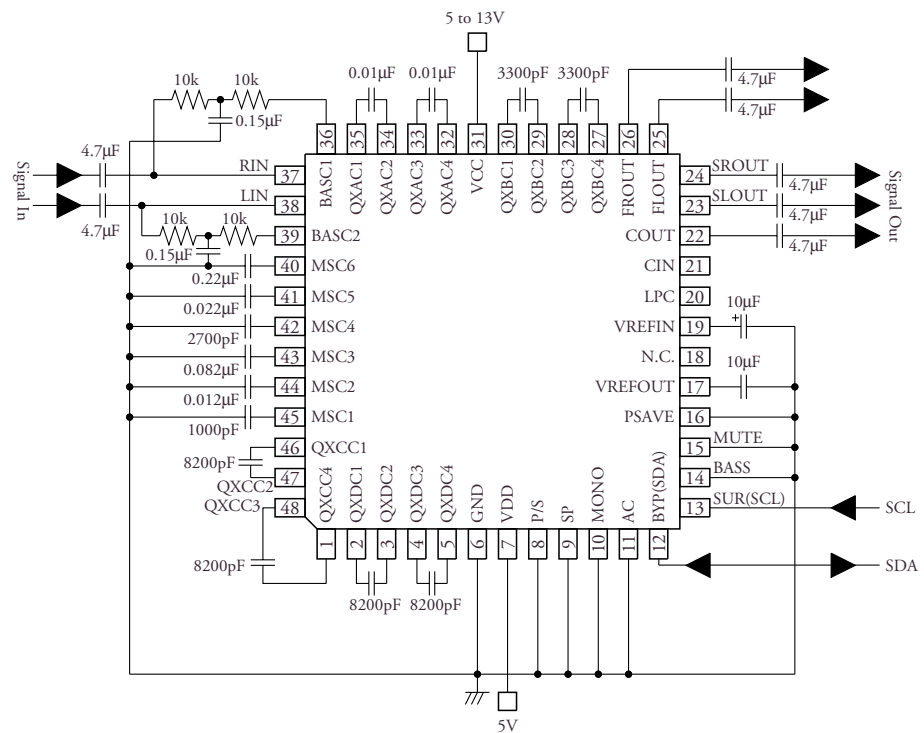 5 to 13V
10k
10k
0.01μF
0.01μF
3300pF
3300pF
4.7μF
4.7μF
0.15μF
36
35
34
33
32
31
30
29
28
27
26
25
BASC1
QXAC1
QXAC2
QXAC3
QXAC4
VCC
QXBC1
QXBC2
QXBC3
QXBC4
FROUT
FLOUT
Signal In
4.7μF
RIN
37
LIN
38
4.7μF
10k
10k
39
BASC2
0.15μF
40
MSC6
0.22μF
41
MSC5
0.022μF
42
MSC4
2700pF
43
MSC3
0.082μF
44
MSC2
0.012μF
45
MSC1
1000pF
46
QXCC1
8200pF
47
QXCC2
QXCC3
48
24
SROUT
4.7μF
23
SLOUT
4.7μF
COUT
22
4.7μF
Signal Out
CIN
21
LPC
20
VREFIN
19
10μF
+
N.C.
18
VREFOUT
17
10μF
PSAVE
16
15
MUTE
14
BASS
13
SUR(SCL)
SCL
QXCC4
QXDC1
QXDC2
QXDC3
QXDC4
GND
VDD
P/S
SP
MONO
AC
BYP(SDA)
1
2
3
4
5
6
7
8
9
10
11
12
8200pF
8200pF
8200pF
SDA
5V